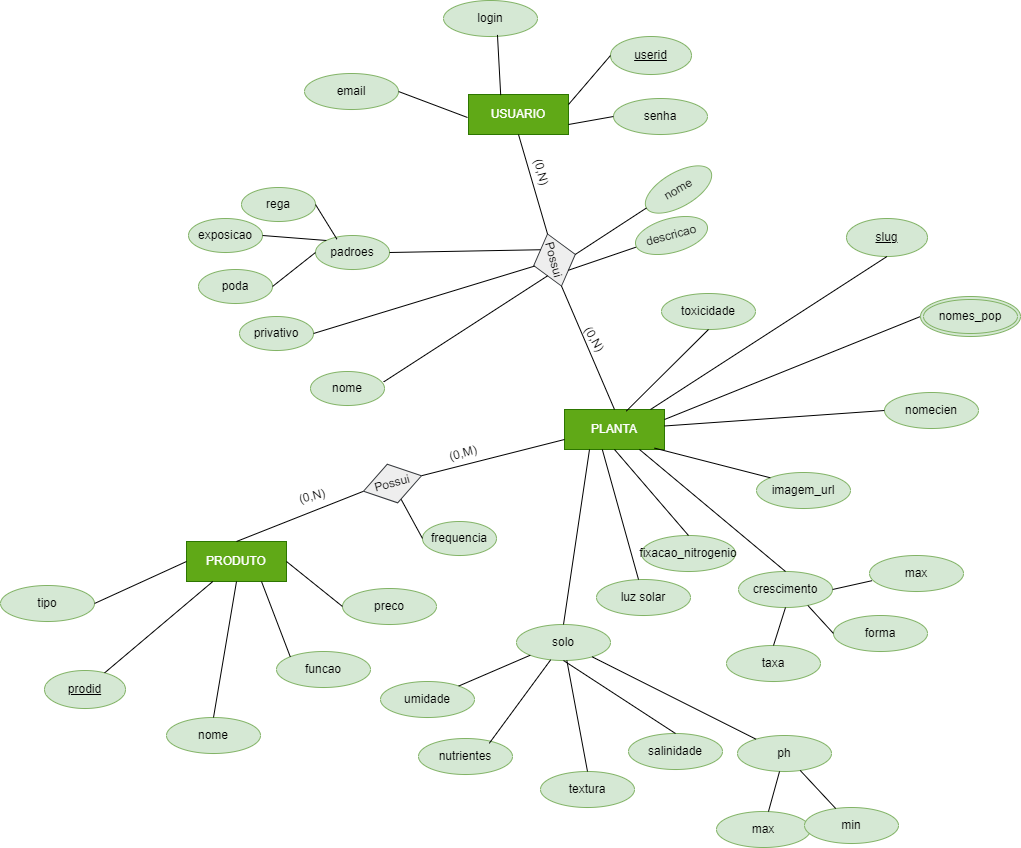 login
userid
email
USUARIO
senha
(0,N)
nome
rega
descricao
exposicao
slug
padroes
Possui
poda
toxicidade
nomes_pop
privativo
(0,N)
nome
nomecien
PLANTA
(0,M)
Possui
imagem_url
(0,N)
frequencia
fixacao_nitrogenio
PRODUTO
max
crescimento
luz solar
tipo
preco
forma
solo
taxa
funcao
prodid
umidade
nome
salinidade
ph
nutrientes
textura
max
min